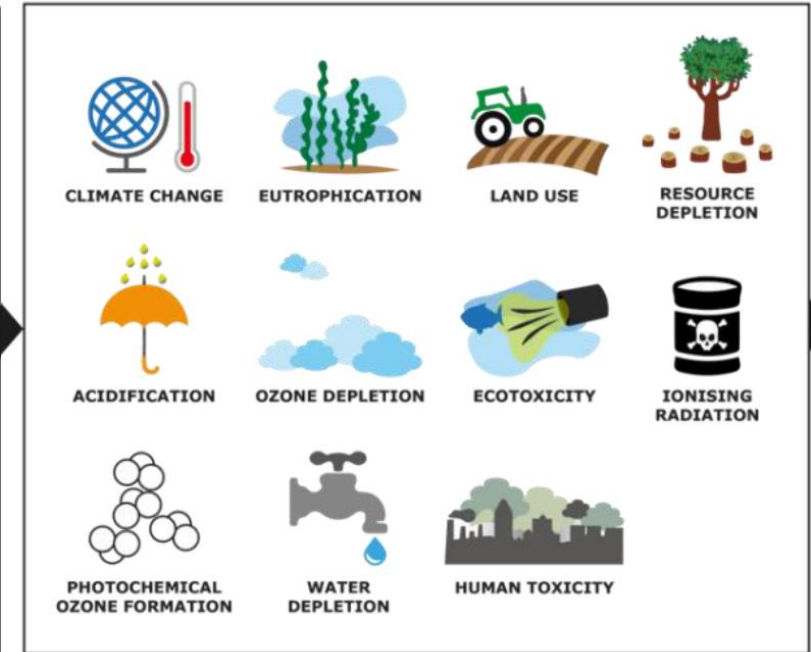 CLIMATE CHANGE
EUTROPHICATION
LAND USE
RESOURCE
DEPLETION
ACIDIFICATION
OZONE DEPLETION
ECOTOXICITY
IONISING
RADIATION
PHOTOCHEMICAL
OZONE FORMATION
WATER
DEPLETION
HUMAN TOXICITY